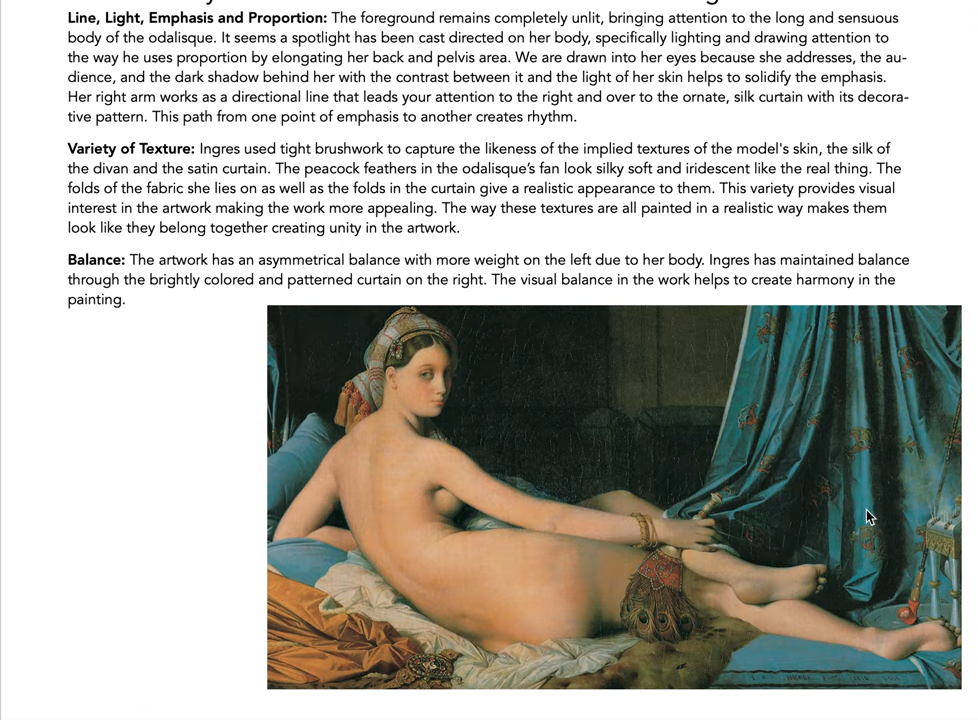 Line, Light, Emphasis and Proportion: The foreground remains completely unlit, bringing attention to the long and sensuous
body of the odalisque. It seems a spotlight has been cast directed on her body, specifically lighting and drawing attention to
the way he uses proportion by elongating her back and pelvis area. We are drawn into her eyes because she addresses, the au-
dience, and the dark shadow behind her with the contrast between it and the light of her skin helps to solidify the emphasis.
Her right arm works as a directional line that leads your attention to the right and over to the ornate, silk curtain with its decora-
tive pattern. This path from one point of emphasis to another creates rhythm.
Variety of Texture: Ingres used tight brushwork to capture the likeness of the implied textures of the model's skin, the silk of
the divan and the satin curtain. The peacock feathers in the odalisque’s fan look silky soft and iridescent like the real thing. The
folds of the fabric she lies on as well as the folds in the curtain give a realistic appearance to them. This variety provides visual
interest in the artwork making the work more appealing. The way these textures are all painted in a realistic way makes them
look like they belong together creating unity in the artwork.
Balance: The artwork has an asymmetrical balance with more weight on the left due to her body. Ingres has maintained balance
through the brightly colored and patterned curtain on the right. The visual balance in the work helps to create harmony in the
painting.